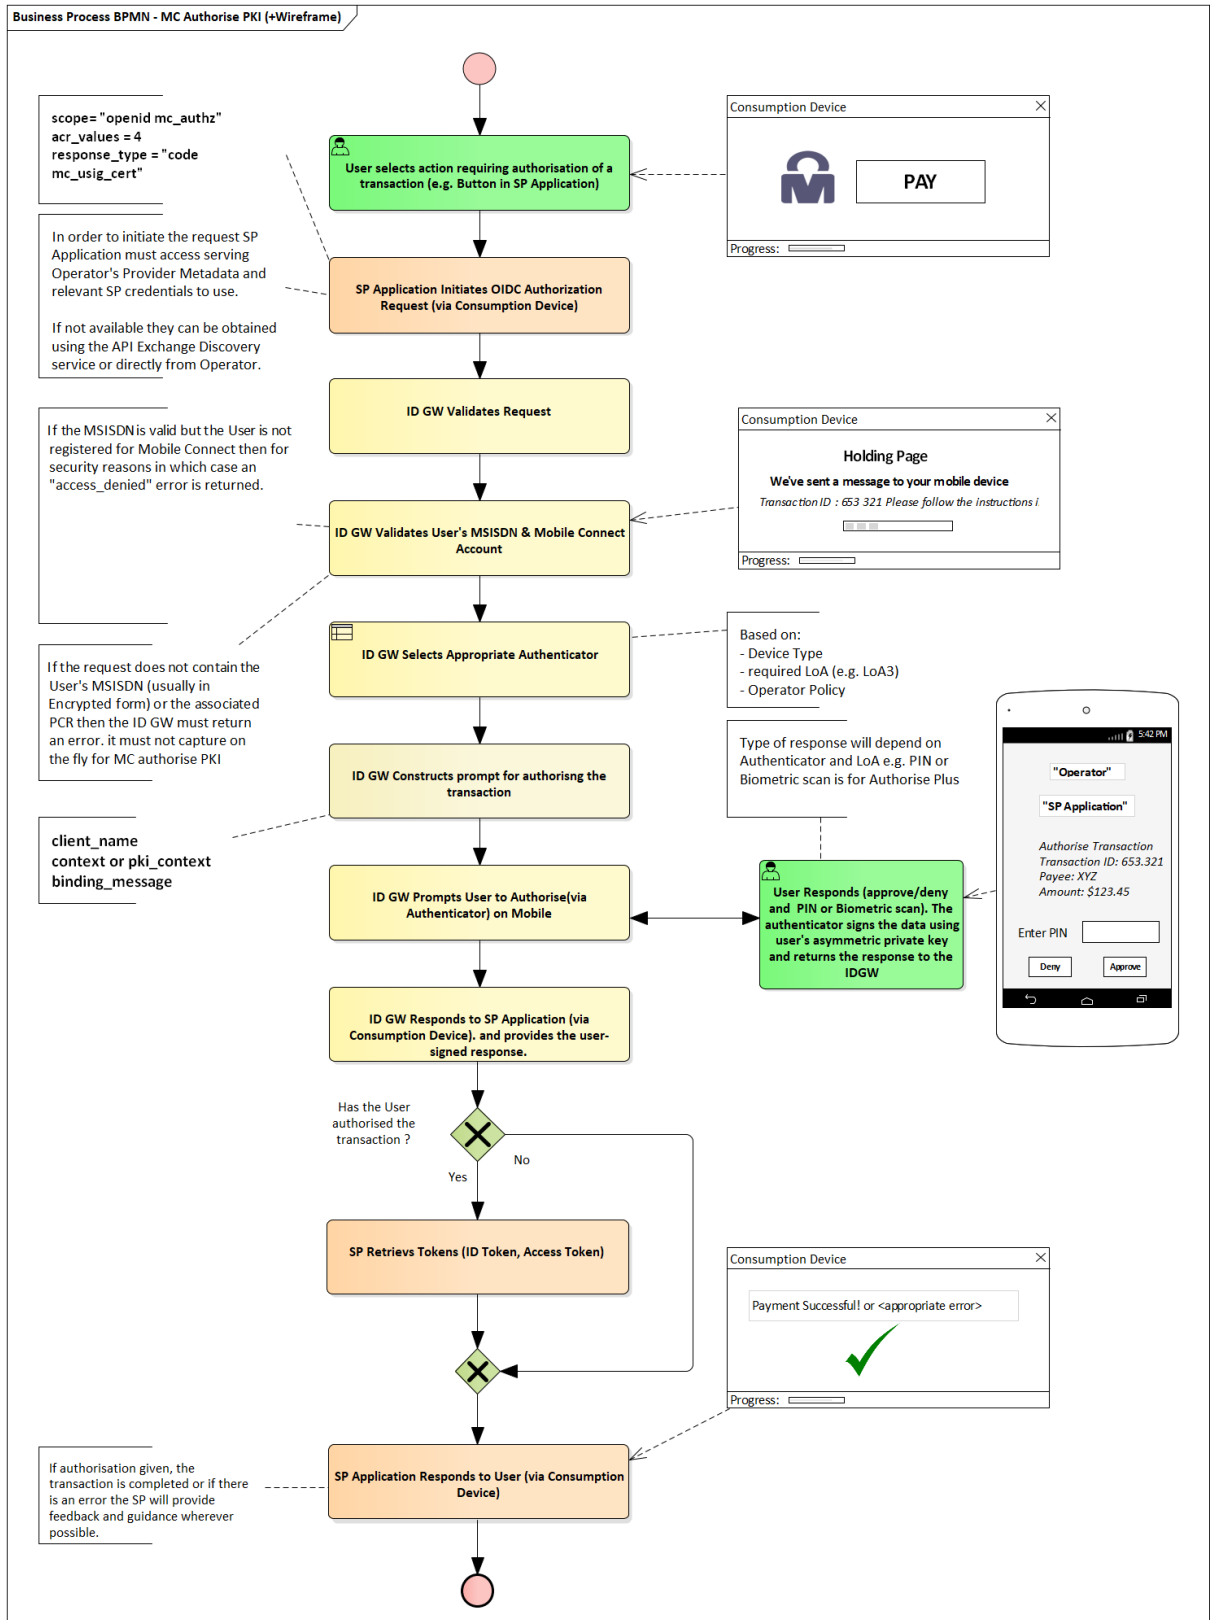 Business Process BPMN - MC Authorise PKI (+Wireframe)
scope= "openid mc_authz"
acr_values = 4
response_type = "code
mc_usig_cert"
User selects action requiring authorisation of a
transaction (e.g. Button in SP Application)
Consumption Device
M
PAY
Progress:
In order to initiate the request SP
Application must access serving
Operator's Provider Metadata and
relevant SP credentials to use.
If not available they can be obtained
using the API Exchange Discovery
service or directly from Operator.
SP Application Initiates OIDC Authorization
Request (via Consumption Device)
ID GW Validates Request
If the MSISDN is valid but the User is not
registered for Mobile Connect then for
security reasons in which case an
"access_denied" error is returned.
Consumption Device
Holding Page
We've sent a message to your mobile device
Transaction ID : 653 321 Please follow the instructions i
Progress:
ID GW Validates User's MSISDN & Mobile Connect
Account
ID GW Selects Appropriate Authenticator
Based on:
- Device Type
- required LoA (e.g. LoA3)
- Operator Policy
If the request does not contain the
User's MSISDN (usually in
Encrypted form) or the associated
PCR then the ID GW must return
an error. it must not capture on
the fly for MC authorise PKI
Type of response will depend on
Authenticator and LoA e.g. PIN or
Biometric scan is for Authorise Plus
ID GW Constructs prompt for authorisng the
transaction
client_name
context or pki_context
binding_message
ID GW Prompts User to Authorise(via
Authenticator) on Mobile
User Responds (approve/deny
and PIN or Biometric scan). The
authenticator signs the data using
user's asymmetric private key
and returns the response to the
IDGW
5:42 PM
"Operator"
"SP Application"
Authorise Transaction
Transaction ID: 653.321
Payee: XYZ
Amount: $123.45
Enter PIN
Deny
Approve
ID GW Responds to SP Application (via
Consumption Device). and provides the user-
signed response.
Has the User
authorised the
transaction ?
No
Yes
SP Retrievs Tokens (ID Token, Access Token)
Consumption Device
Payment Successful! or <appropriate error>
Progress:
If authorisation given, the
transaction is completed or if there
is an error the SP will provide
feedback and guidance wherever
possible.
SP Application Responds to User (via Consumption
Device)